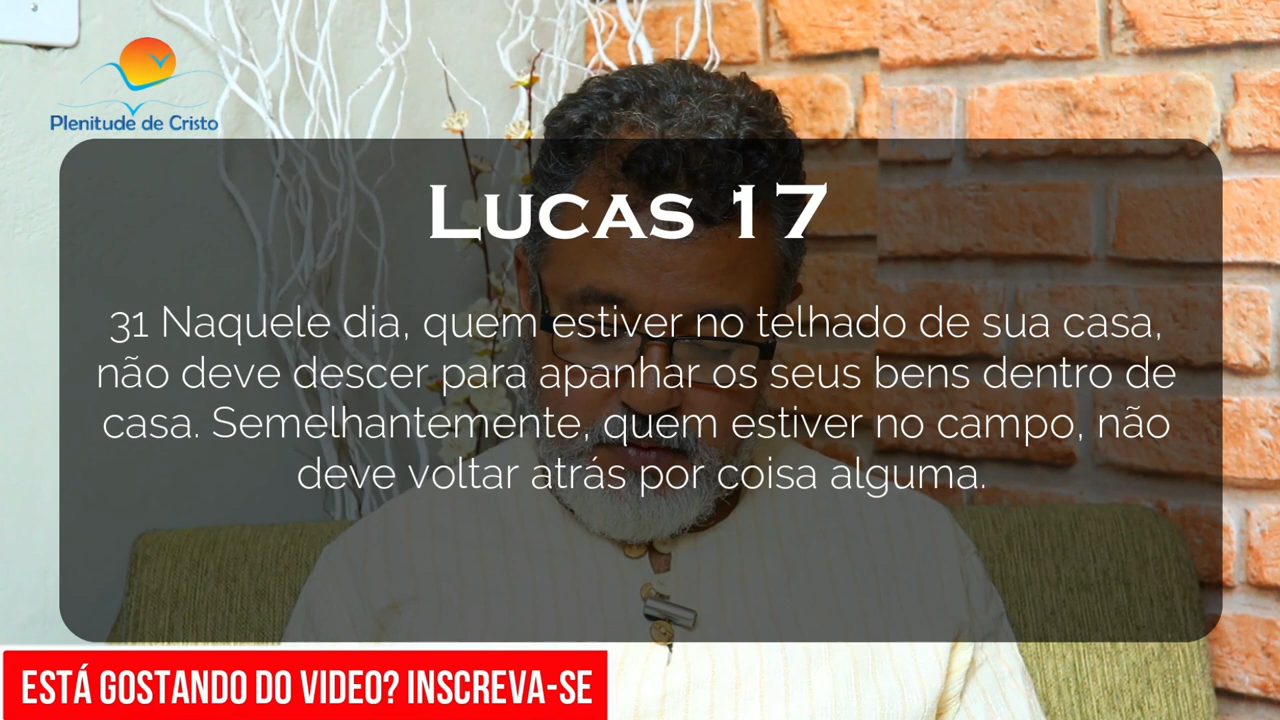 Plenitude de Cristo
Lucas 17
31 Naquele dia, quem estiver no telhado de sua casa,
não deve descer para apanhar os seus bens dentro de
casa. Semelhantemente, quem estiver no campo, não
deve voltar atrás por coisa alguma.
ESTÁ GOSTANDO DO VIDEO? INSCREVA-SE